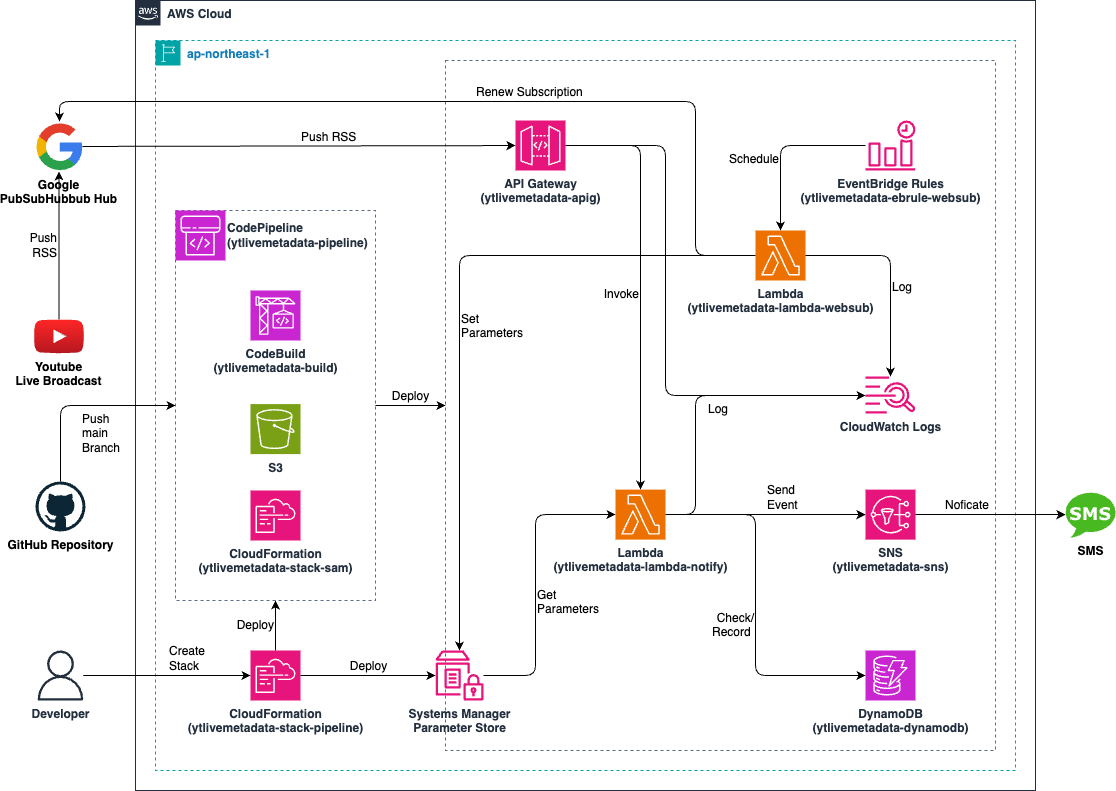 aws
AWS Cloud
ap-northeast-1
Renew Subscription
Push RSS
Google
PubSubHubbub Hub
API Gateway
(ytlivemetadata-apig)
Schedule
EventBridge Rules
(ytlivemetadata-ebrule-websub)
Push
RSS
CodePipeline
(ytlivemetadata-pipeline)
Lambda
(ytlivemetadata-lambda-websub)
Invoke
Log
Set
Parameters
CodeBuild
(ytlivemetadata-build)
Youtube
Live Broadcast
Deploy
Push
main
Branch
Log
CloudWatch Logs
S3
GitHub Repository
CloudFormation
(ytlivemetadata-stack-sam)
Lambda
(ytlivemetadata-lambda-notify)
Send
Event
SNS
(ytlivemetadata-sns)
Noficate
SMS
SMS
Get
Parameters
Check/
Record
Deploy
Create
Stack
Deploy
Developer
CloudFormation
(ytlivemetadata-stack-pipeline)
Systems Manager
Parameter Store
DynamoDB
(ytlivemetadata-dynamodb)